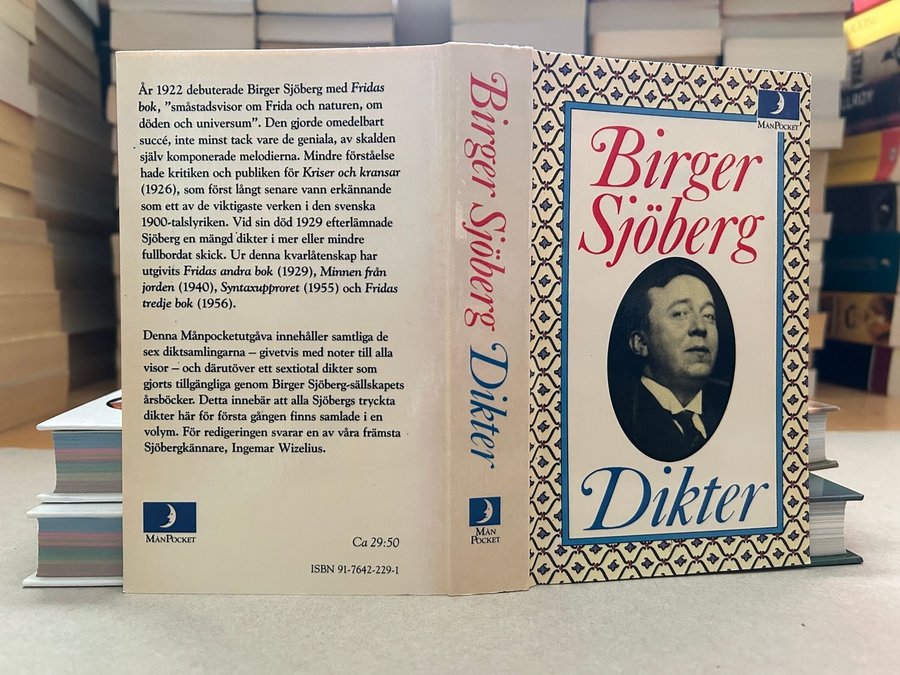 År 1922 debuterade Birger Sjöberg med Fridas
bok, ”småstadsvisor om Frida och naturen, om
döden och universum”. Den gjorde omedelbart
succé, inte minst tack vare de geniala, av skalden
själv komponerade melodierna. Mindre förståelse
hade kritiken och publiken för Kriser och kransar
(1926), som först långt senare vann erkännande
som ett av de viktigaste verken i den svenska
1900-talslyriken. Vid sin död 1929 efterlämnade
Sjöberg en mängd dikter i mer eller mindre
fullbordat skick. Ur denna kvarlåtenskap har
utgivits Fridas andra bok (1929), Minnen från
jorden (1940), Syntaxupproret (1955) och Fridas
tredje bok (1956).
Denna Månpocketutgåva innehåller samtliga de
sex diktsamlingarna – givetvis med noter till alla
visor – och därutöver ett sextiotal dikter som
gjorts tillgängliga genom Birger Sjöberg-sällskapets
årsböcker. Detta innebär att alla Sjöbergs tryckta
dikter här för första gången finns samlade i en
volym. För redigeringen svarar en av våra främsta
Sjöbergkännare, Ingemar Wizelius.
MÅNPOCKET
Ca 29:50
ISBN 91-7642-229-1
Birger Sjöberg Dikter
MÅN
POCKET
MÅNPOCKET
Birger
Sjöberg
Dikter